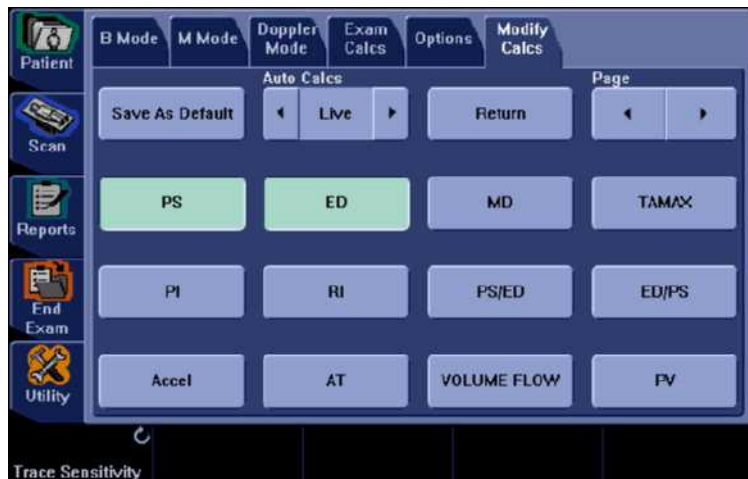 Patient
Scan
Reports
End
Exam
Utility
B Mode
M Mode
Doppler
Mode
Exam
Calcs
Options
Modify
Calcs
Auto Calcs
Page
Save As Default
Live
Return
PS
ED
MD
TAMAX
PI
RI
PS/ED
ED/PS
Accel
AT
VOLUME FLOW
PV
Trace Sensitivity